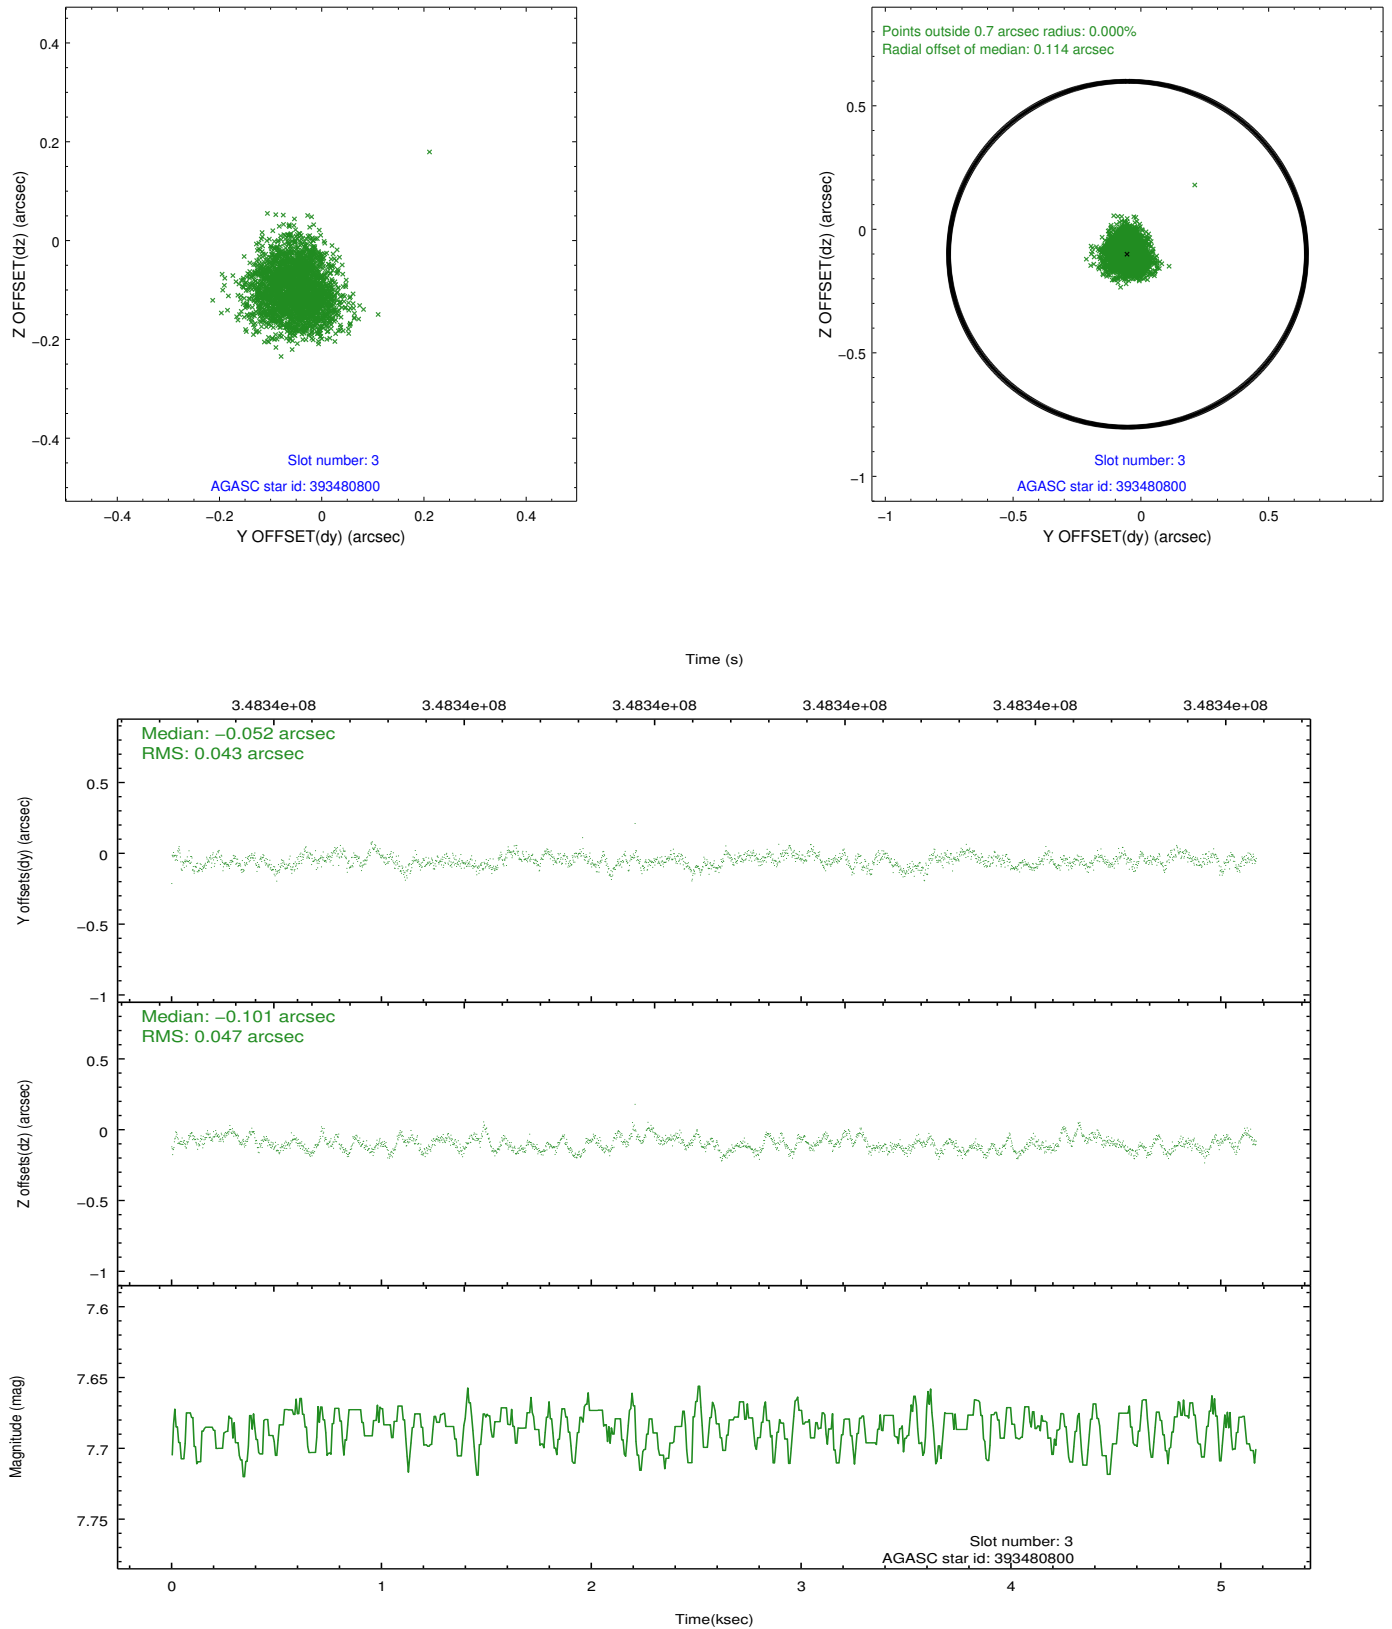 0.4
0.2
0
−0.2
−0.4
Z OFFSET(dz) (arcsec)
Slot number: 3
AGASC star id: 393480800
−0.4 −0.2 0 0.2 0.4
Y OFFSET(dy) (arcsec)
Points outside 0.7 arcsec radius: 0.000%
Radial offset of median: 0.114 arcsec
0.5
0
−0.5
−1
Z OFFSET(dz) (arcsec)
Slot number: 3
AGASC star id: 393480800
−1 −0.5 0 0.5
Y OFFSET(dy) (arcsec)
Time (s)
3.4834e+08 3.4834e+08 3.4834e+08 3.4834e+08 3.4834e+08 3.4834e+08
Median: −0.052 arcsec
RMS: 0.043 arcsec
0.5
0
−0.5
−1
Y offsets(dy) (arcsec)
Median: −0.101 arcsec
RMS: 0.047 arcsec
0.5
0
−0.5
−1
Z offsets(dz) (arcsec)
7.6
7.65
7.7
7.75
Magnitude (mag)
Slot number: 3
AGASC star id: 393480800
0 1 2 3 4 5
Time(ksec)